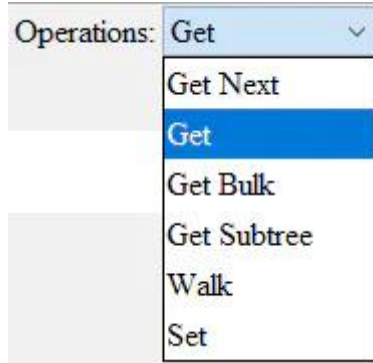 Operations: Get
Get Next
Get
Get Bulk
Get Subtree
Walk
Set